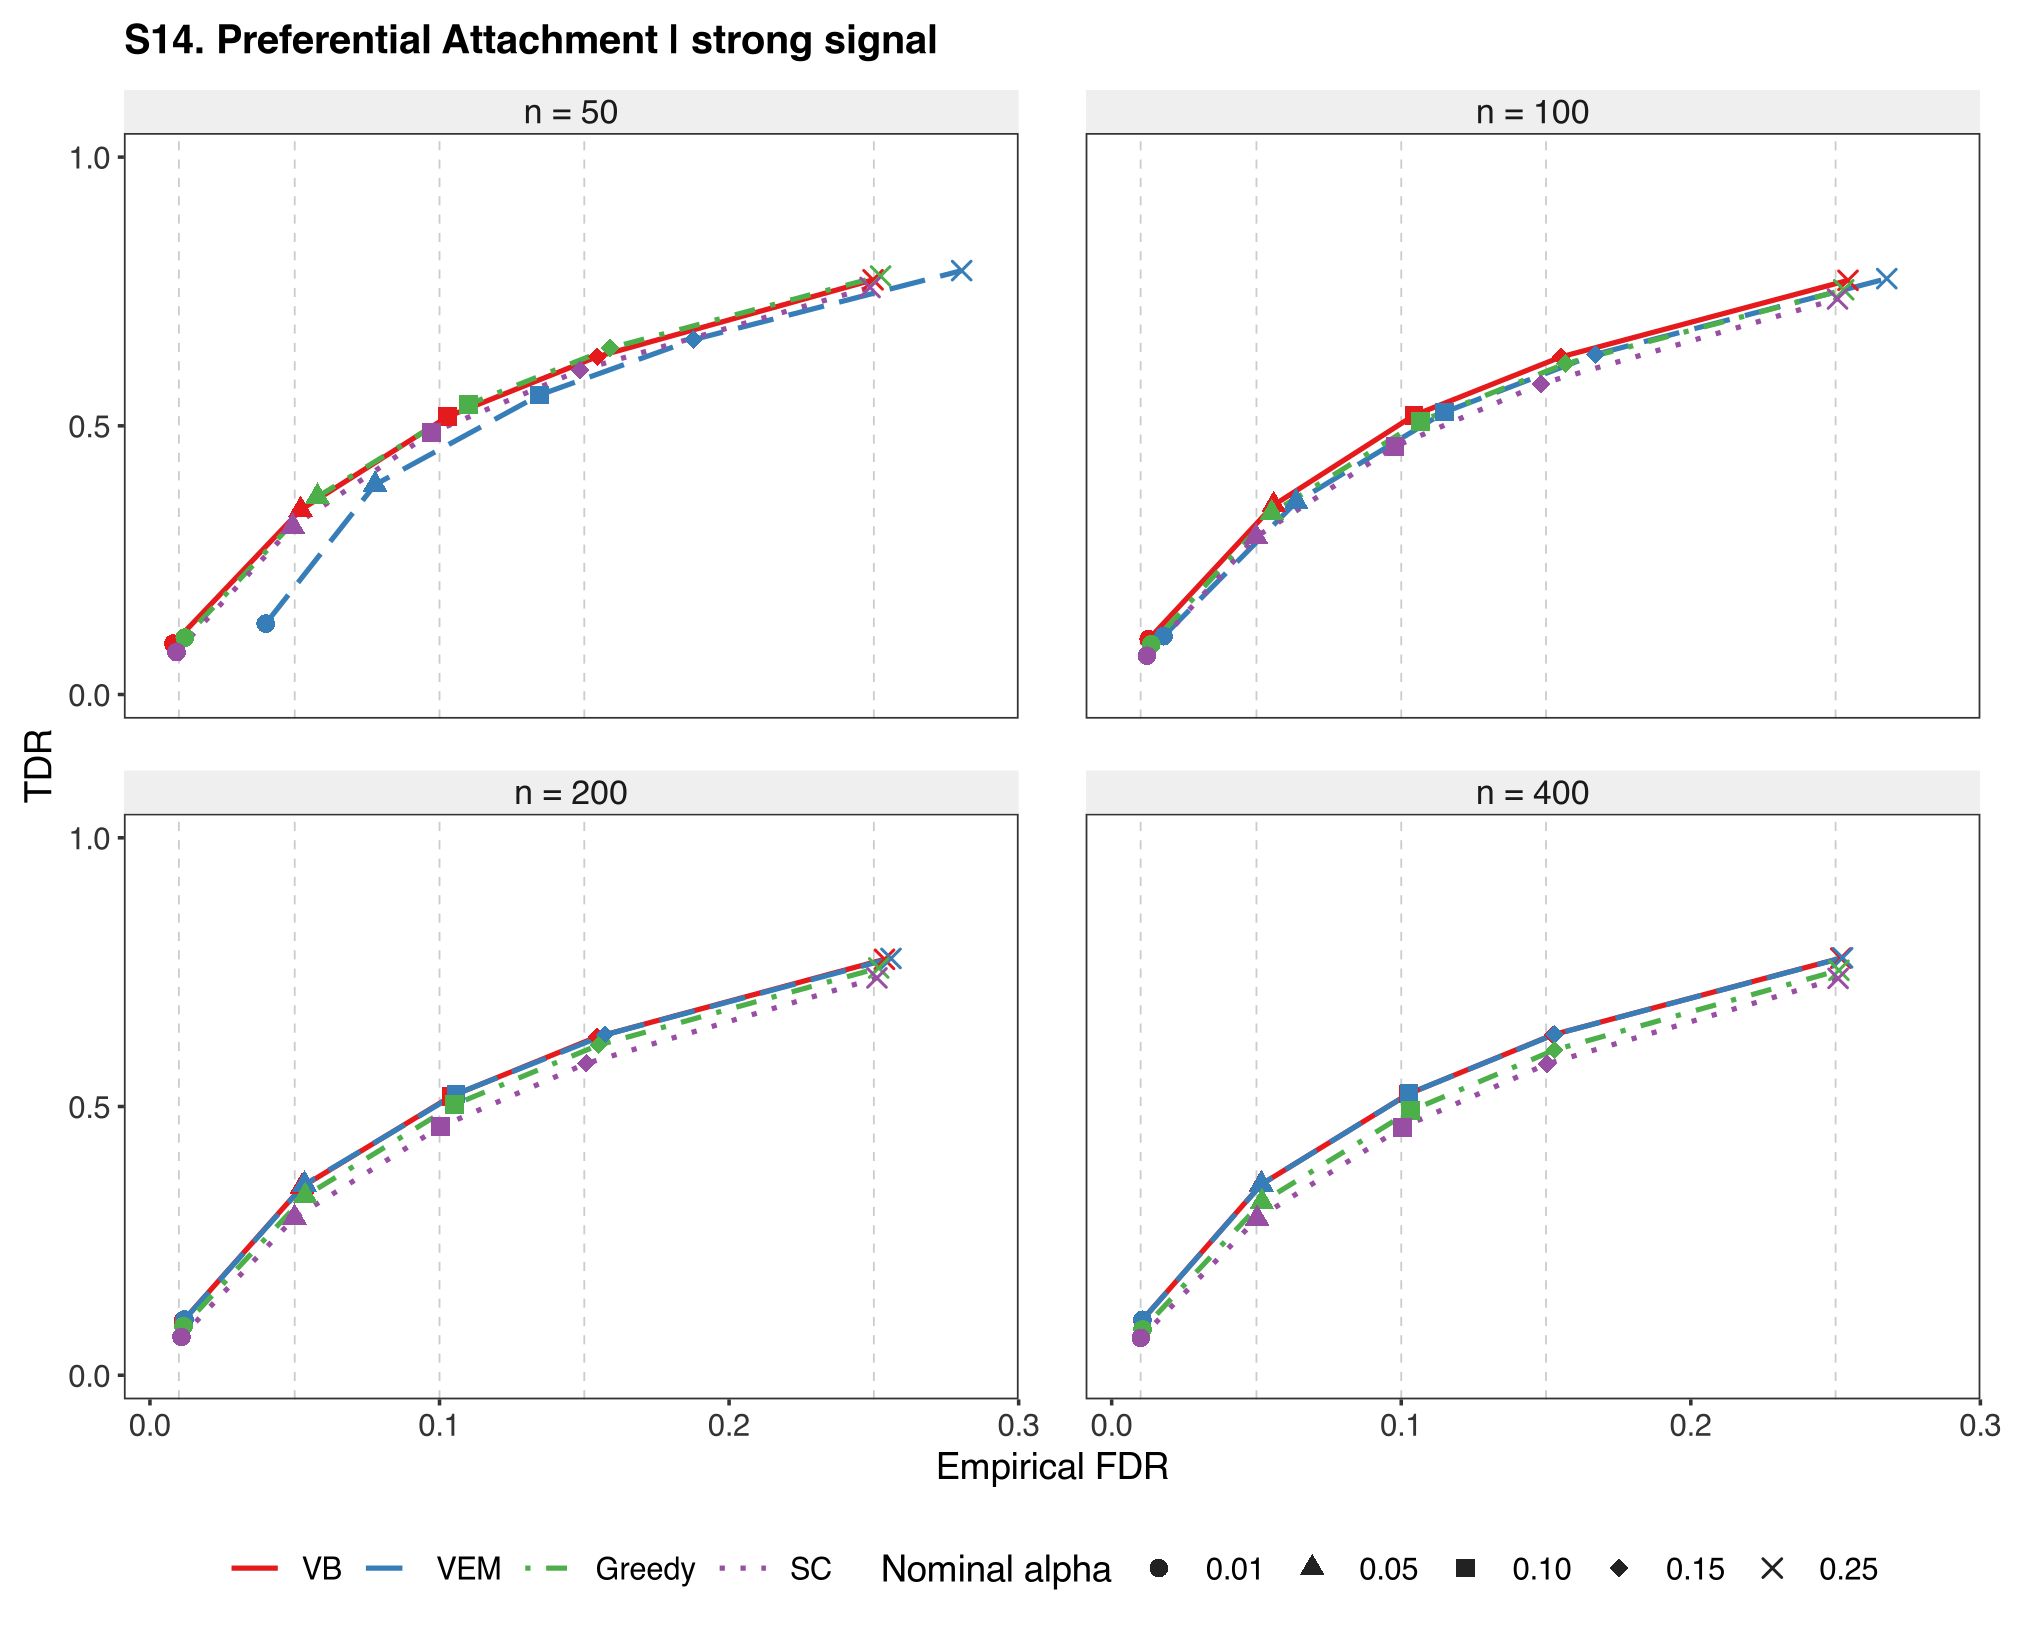 S14. Preferential Attachment | strong signal
n = 50
n = 100
1.0
0.5
0.0
TDR
n = 200
n = 400
1.0
0.5
0.0
0.0 0.1 0.2 0.3 0.0 0.1 0.2 0.3
Empirical FDR
VB VEM Greedy SC Nominal alpha 0.01 0.05 0.10 0.15 0.25